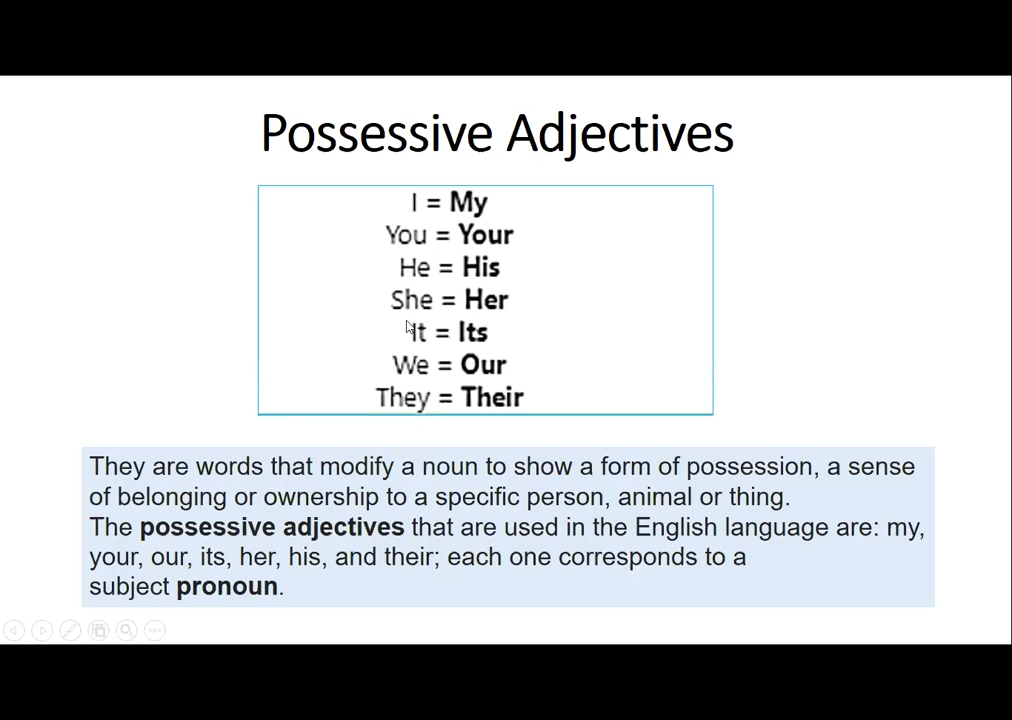 Possessive Adjectives
I = My
You = Your
He = His
She = Her
It = Its
We = Our
They = Their
They are words that modify a noun to show a form of possession, a sense
of belonging or ownership to a specific person, animal or thing.
The possessive adjectives that are used in the English language are: my,
your, our, its, her, his, and their; each one corresponds to a
subject pronoun.